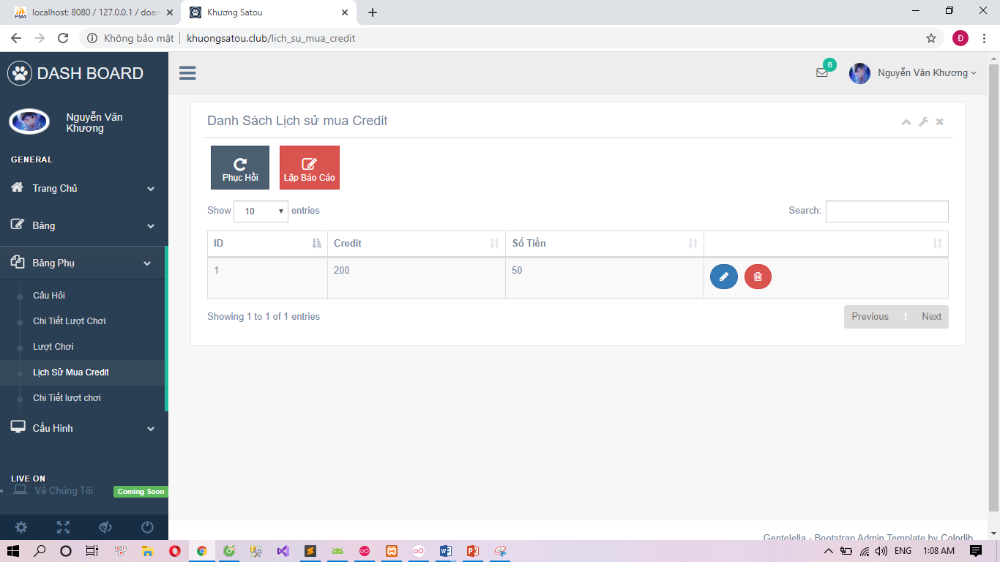 localhost: 8080 / 127.0.0.1 / doan
Khương Satou
Không bảo mật
khuongsatou.club/lich_su_mua_credit
Đ
DASH BOARD
6
Nguyễn Văn Khương
Nguyễn Văn
Khương
GENERAL
Trang Chủ
Bảng
Bảng Phụ
Câu Hỏi
Chi Tiết Lượt Chơi
Lượt Chơi
Lịch Sử Mua Credit
Chi Tiết lượt chơi
Cấu Hình
LIVE ON
Về Chúng Tôi
Coming Soon
Danh Sách Lịch sử mua Credit
Phục Hồi
Lập Báo Cáo
Show 10 entries
Search:
ID Credit Số Tiền
1 200 50
Showing 1 to 1 of 1 entries
Previous 1 Next
Gentelella - Bootstrap Admin Template by Colorlib
ENG
1:08 AM